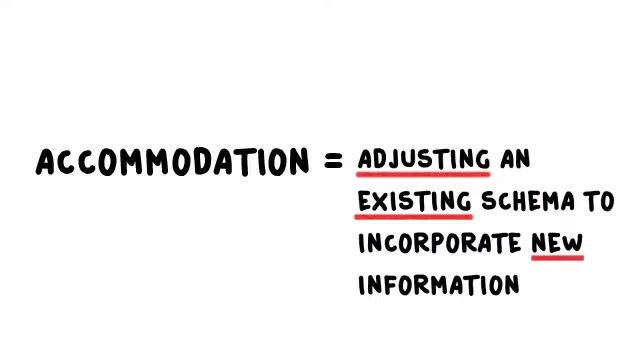 ACCOMMODATION = ADJUSTING AN
EXISTING SCHEMA TO
INCORPORATE NEW
INFORMATION